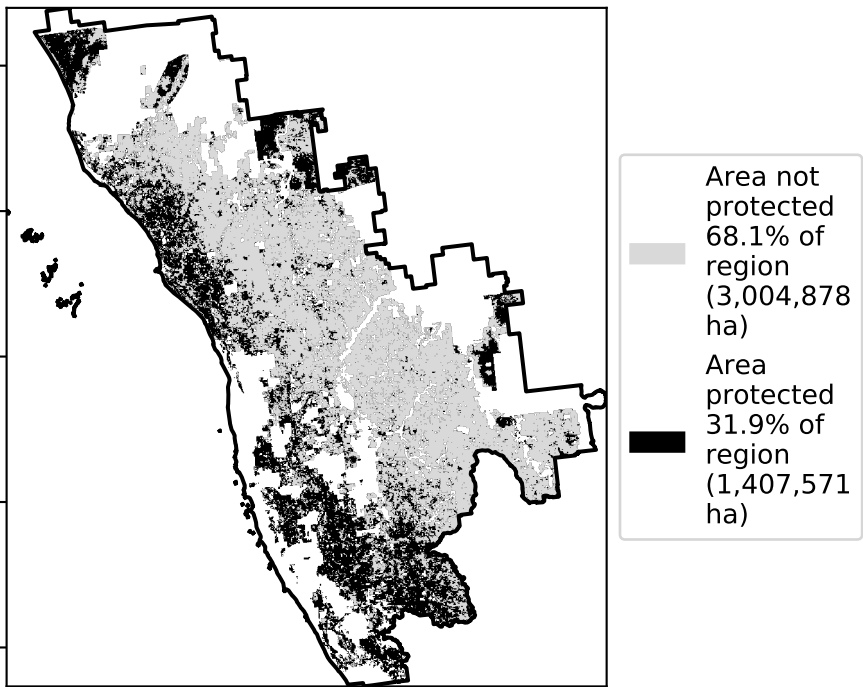 Area not
protected
68.1% of
region
(3,004,878
ha)
Area
protected
31.9% of
region
(1,407,571
ha)